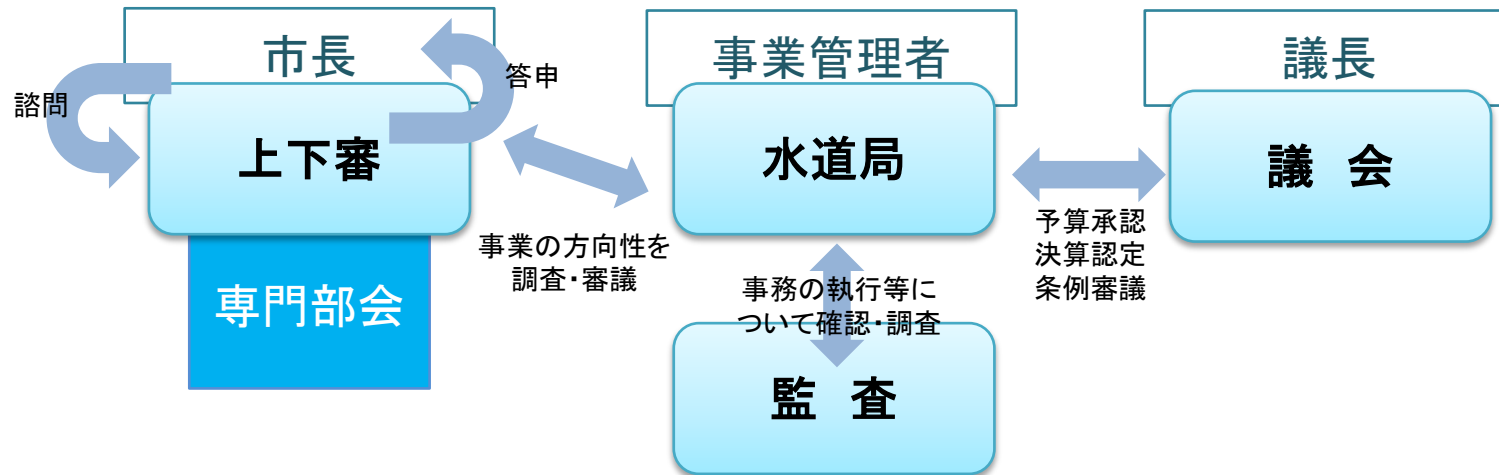 市長
事業管理者
議長
諮問
答申
上下審
水道局
議　会
事業の方向性を
調査・審議
予算承認
決算認定
条例審議
専門部会
事務の執行等に
ついて確認・調査
監　査